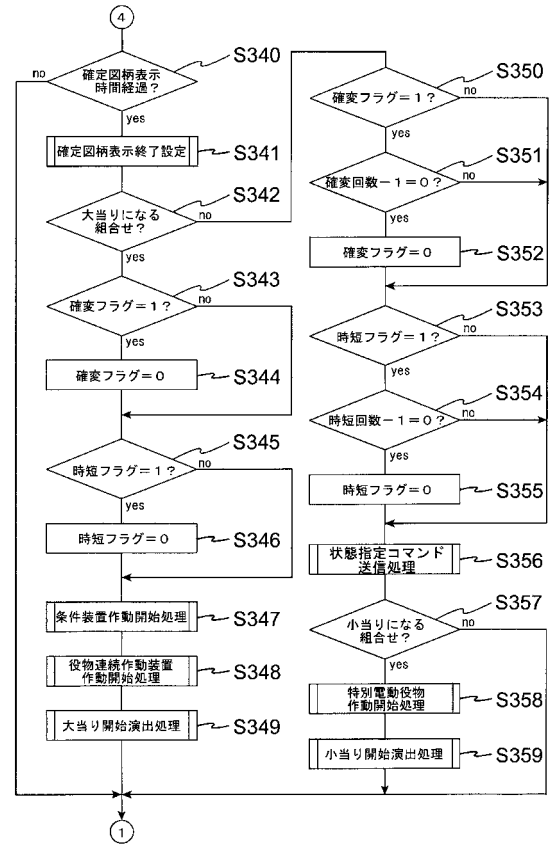 ④
S340
確定図柄表示
時間経過？
no
yes
確定図柄表示終了設定
S341
S342
大当りになる
組合せ？
no
yes
S343
確変フラグ＝１？
no
yes
確変フラグ＝０
S344
S345
時短フラグ＝１？
no
yes
時短フラグ＝０
S346
条件装置作動開始処理
S347
役物連続作動装置
作動開始処理
S348
大当り開始演出処理
S349
①
S350
確変フラグ＝１？
no
yes
S351
確変回数－１＝０？
no
yes
確変フラグ＝０
S352
S353
時短フラグ＝１？
no
yes
S354
時短回数－１＝０？
no
yes
時短フラグ＝０
S355
状態指定コマンド
送信処理
S356
S357
小当りになる
組合せ？
no
yes
特別電動役物
作動開始処理
S358
小当り開始演出処理
S359